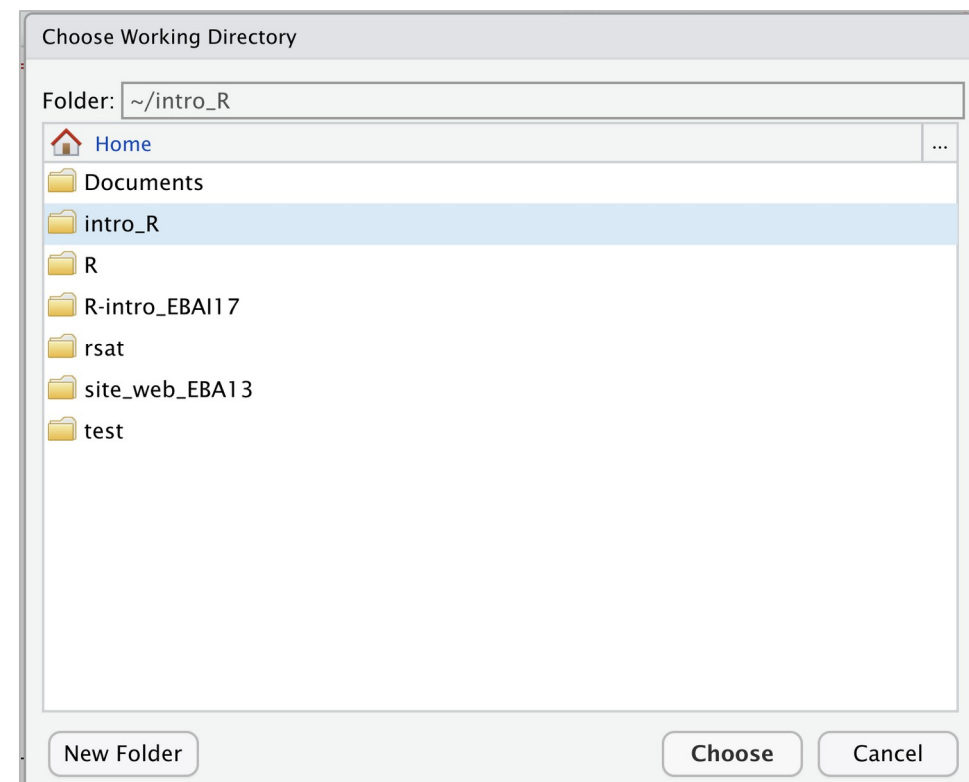 Choose Working Directory
Folder: ~/intro_R
Home ...
Documents
intro_R
R
R-intro_EBAI17
rsat
site_web_EBA13
test
New Folder Choose Cancel